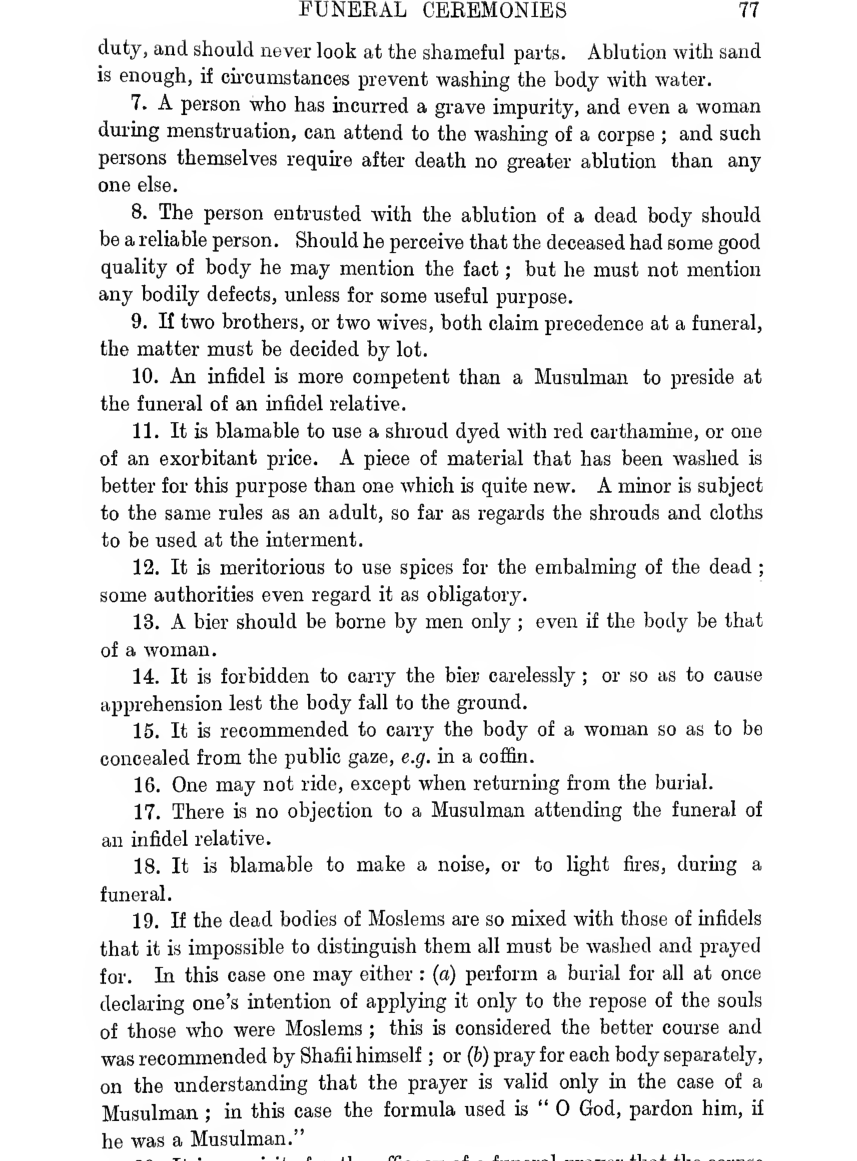 FUNERAL CEREMONIES 77
duty, and should never look at the shameful parts. Ablution with sand
is enough, if circumstances prevent washing the body with water.
7. A person who has incurred a grave impurity, and even a woman
during menstruation, can attend to the washing of a corpse ; and such
persons themselves require after death no greater ablution than any
one else.
8. The person entrusted with the ablution of a dead body should
be a reliable person. Should he perceive that the deceased had some good
quality of body he may mention the fact ; but he must not mention
any bodily defects, unless for some useful purpose.
9. If two brothers, or two wives, both claim precedence at a funeral,
the matter must be decided by lot.
10. An infidel is more competent than a Musulman to preside at
the funeral of an infidel relative.
11. It is blamable to use a shroud dyed with red carthamine, or one
of an exorbitant price. A piece of material that has been washed is
better for this purpose than one which is quite new. A minor is subject
to the same rules as an adult, so far as regards the shrouds and cloths
to be used at the interment.
12. It is meritorious to use spices for the embalming of the dead ;
some authorities even regard it as obligatory.
13. A bier should be borne by men only ; even if the body be that
of a woman.
14. It is forbidden to carry the bier carelessly ; or so as to cause
apprehension lest the body fall to the ground.
15. It is recommended to carry the body of a woman so as to be
concealed from the public gaze, e.g. in a coffin.
16. One may not ride, except when returning from the burial.
17. There is no objection to a Musulman attending the funeral of
an infidel relative.
18. It is blamable to make a noise, or to light fires, during a
funeral.
19. If the dead bodies of Moslems are so mixed with those of infidels
that it is impossible to distinguish them all must be washed and prayed
for. In this case one may either : (a) perform a burial for all at once
declaring one's intention of applying it only to the repose of the souls
of those who were Moslems ; this is considered the better course and
was recommended by Shafii himself ; or (b) pray for each body separately,
on the understanding that the prayer is valid only in the case of a
Musulman ; in this case the formula used is " O God, pardon him, if
he was a Musulman."